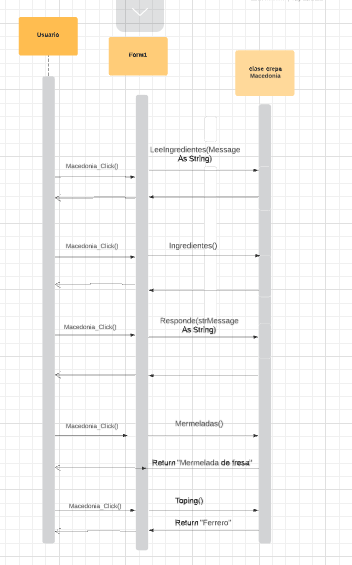 Usuario
Form1
clase crepa
Macedonia
LeeIngredientes(Message
As String)
Macedonia_Click()
Macedonia_Click()
Ingredientes()
Responde(strMessage
As String)
Macedonia_Click()
Macedonia_Click()
Mermeladas()
Return "Mermelada de fresa"
Macedonia_Click()
Toping()
Return "Ferrero"